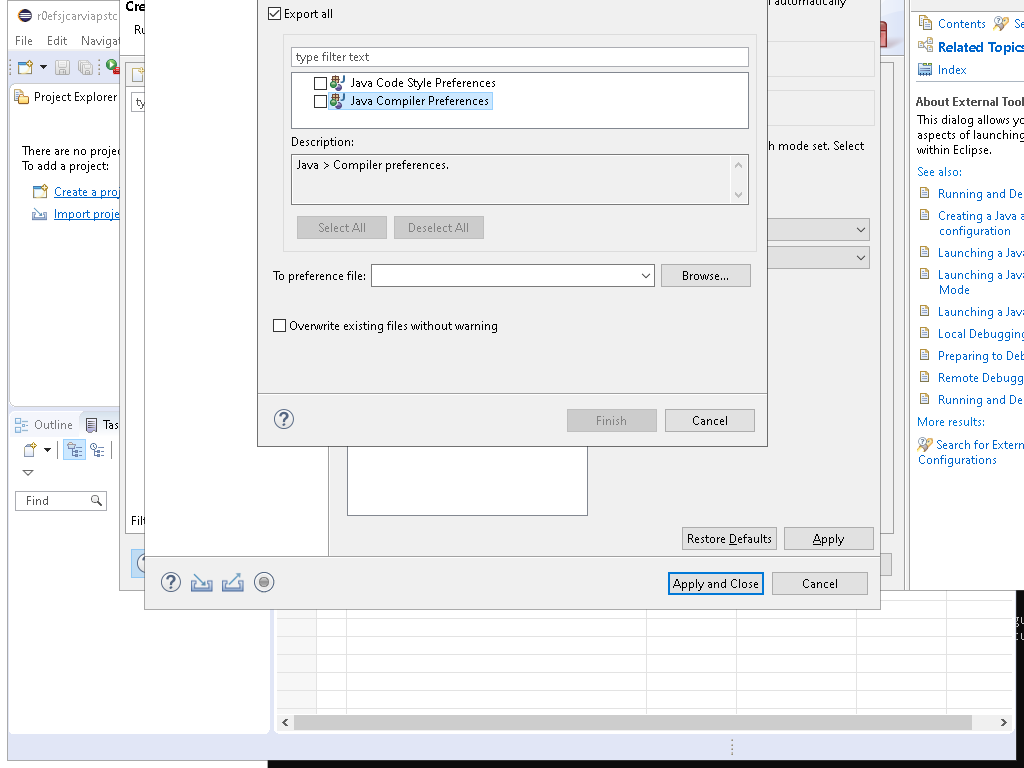 r0efsjcarviapstc
File
Edit
Naviga
Project Explorer
There are no projec
To add a project:
Create a proj
Import proje
Outline
Tas
Find
Cre
Ru
ty
Filt
Export all
type filter text
Java Code Style Preferences
Java Compiler Preferences
Description:
Java > Compiler preferences.
Select All
Deselect All
To preference file:
Browse...
Overwrite existing files without warning
Finish
Cancel
automatically
h mode set. Select
Restore Defaults
Apply
Apply and Close
Cancel
Contents
Se
Related Topics
Index
About External Tool
This dialog allows yo
aspects of launching
within Eclipse.
See also:
Running and De
Creating a Java a
configuration
Launching a Java
Launching a Java
Mode
Launching a Java
Local Debugging
Preparing to Deb
Remote Debugg
Running and De
More results:
Search for Extern
Configurations